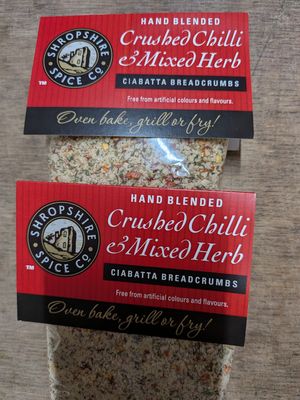 HAND BLENDED
Crushed Chilli
& Mixed Herb
CIABATTA BREADCRUMBS
Free from artificial colours and flavours.
Oven bake, grill or fry!
SHROPSHIRE
SPICE Co.
TM
HAND BLENDED
Crushed Chilli
& Mixed Herb
CIABATTA BREADCRUMBS
Free from artificial colours and flavours.
Oven bake, grill or fry!
SHROPSHIRE
SPICE Co.
TM